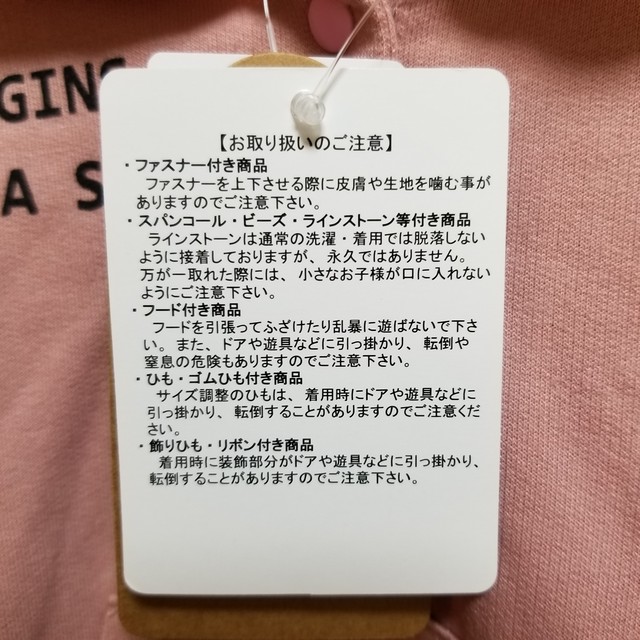 GING
A S
【お取り扱いのご注意】
・ファスナー付き商品
ファスナーを上下させる際に皮膚や生地を噛む事が
ありますのでご注意下さい。
・スパンコール・ビーズ・ラインストーン等付き商品
ラインストーンは通常の洗濯・着用では脱落しない
ように接着しておりますが、永久ではありません。
万が一取れた際には、小さなお子様が口に入れない
ようにご注意下さい。
・フード付き商品
フードを引張ってふざけたり乱暴に遊ばないで下さ
い。また、ドアや遊具などに引っ掛かり、転倒や
窒息の危険もありますのでご注意下さい。
・ひも・ゴムひも付き商品
サイズ調整のひもは、着用時にドアや遊具などに
引っ掛かり、転倒することがありますのでご注意くだ
さい。
・飾りひも・リボン付き商品
着用時に装飾部分がドアや遊具などに引っ掛かり、
転倒することがありますのでご注意下さい。